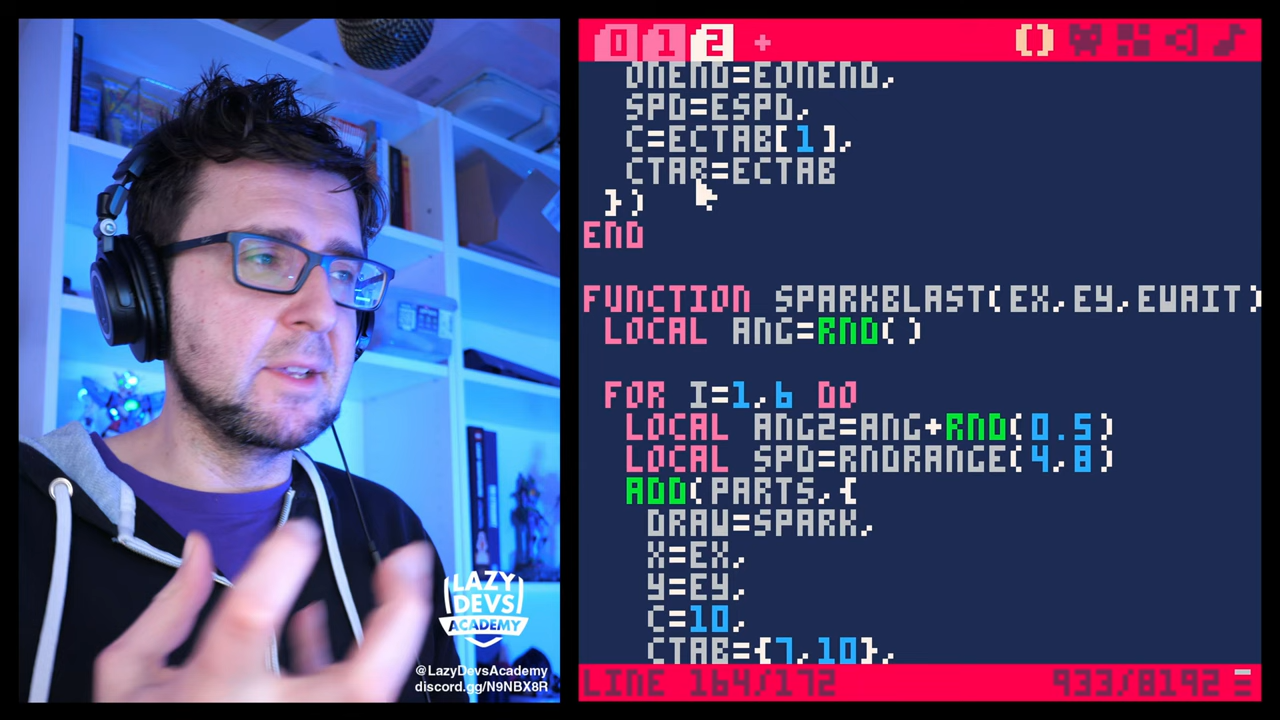 LAZY
DEVS
ACADEMY
@LazyDevsAcademy
discord.gg/N9NBX8R
0 1 2 +
ONEND=EONEND,
SPD=ESPD,
C=ECTAB[1],
CTAB=ECTAB
})
END
FUNCTION SPARKBLAST(EX,EY,EWAIT)
LOCAL ANG=RND()
FOR I=1,6 DO
LOCAL ANG2=ANG+RND(0.5)
LOCAL SPD=RNDRANGE(4,8)
ADD(PARTS,{
DRAW=SPARK,
X=EX,
Y=EY,
C=10,
CTAB={7,10},
LINE 164/172 933/8192